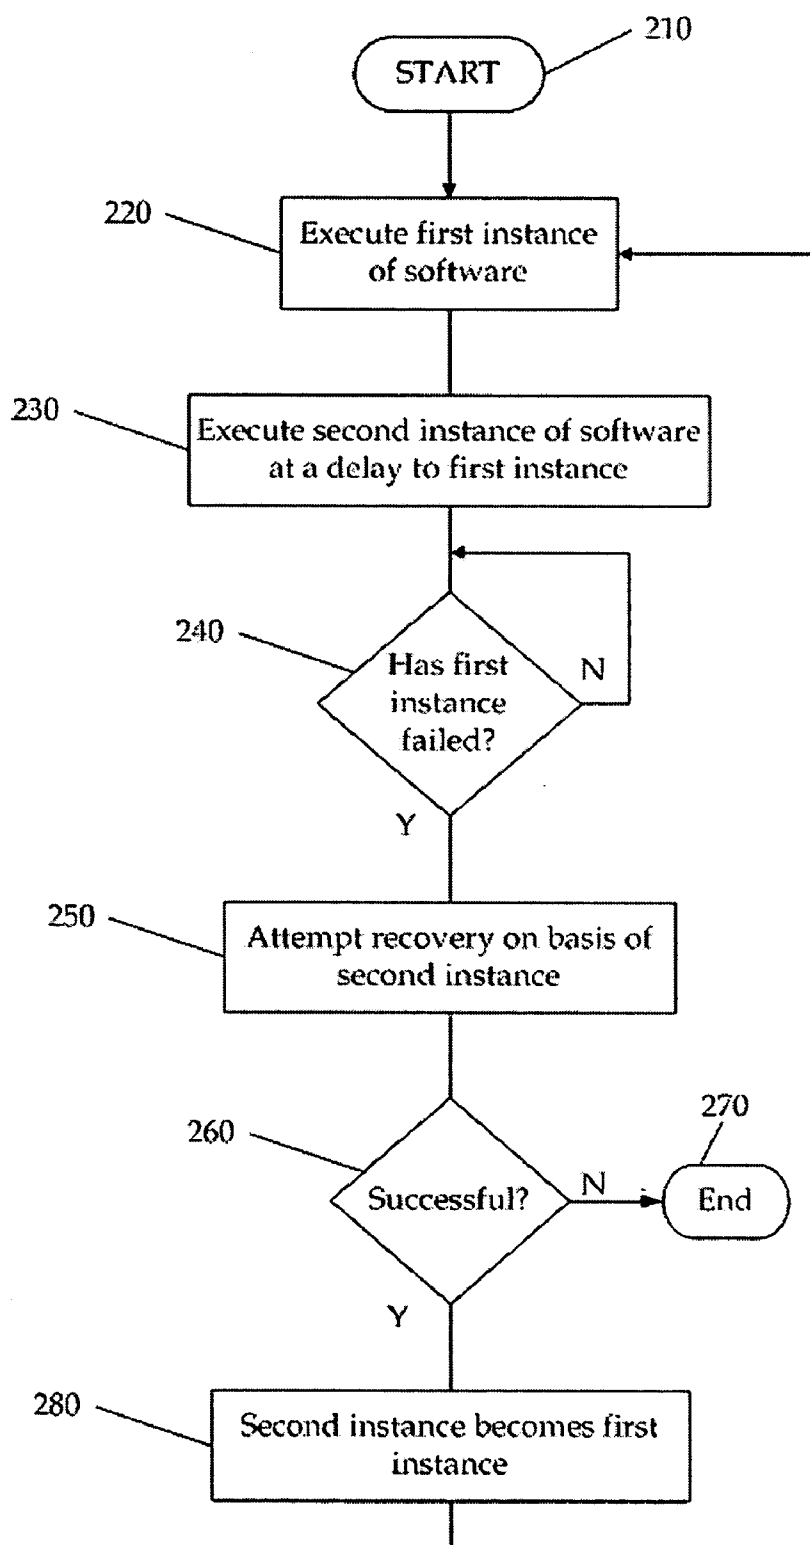 210
START
220
Execute first instance
of software
230
Execute second instance of software
at a delay to first instance
240
Has first
instance
failed?
N
Y
250
Attempt recovery on basis of
second instance
260
270
Successful?
N
End
Y
280
Second instance becomes first
instance